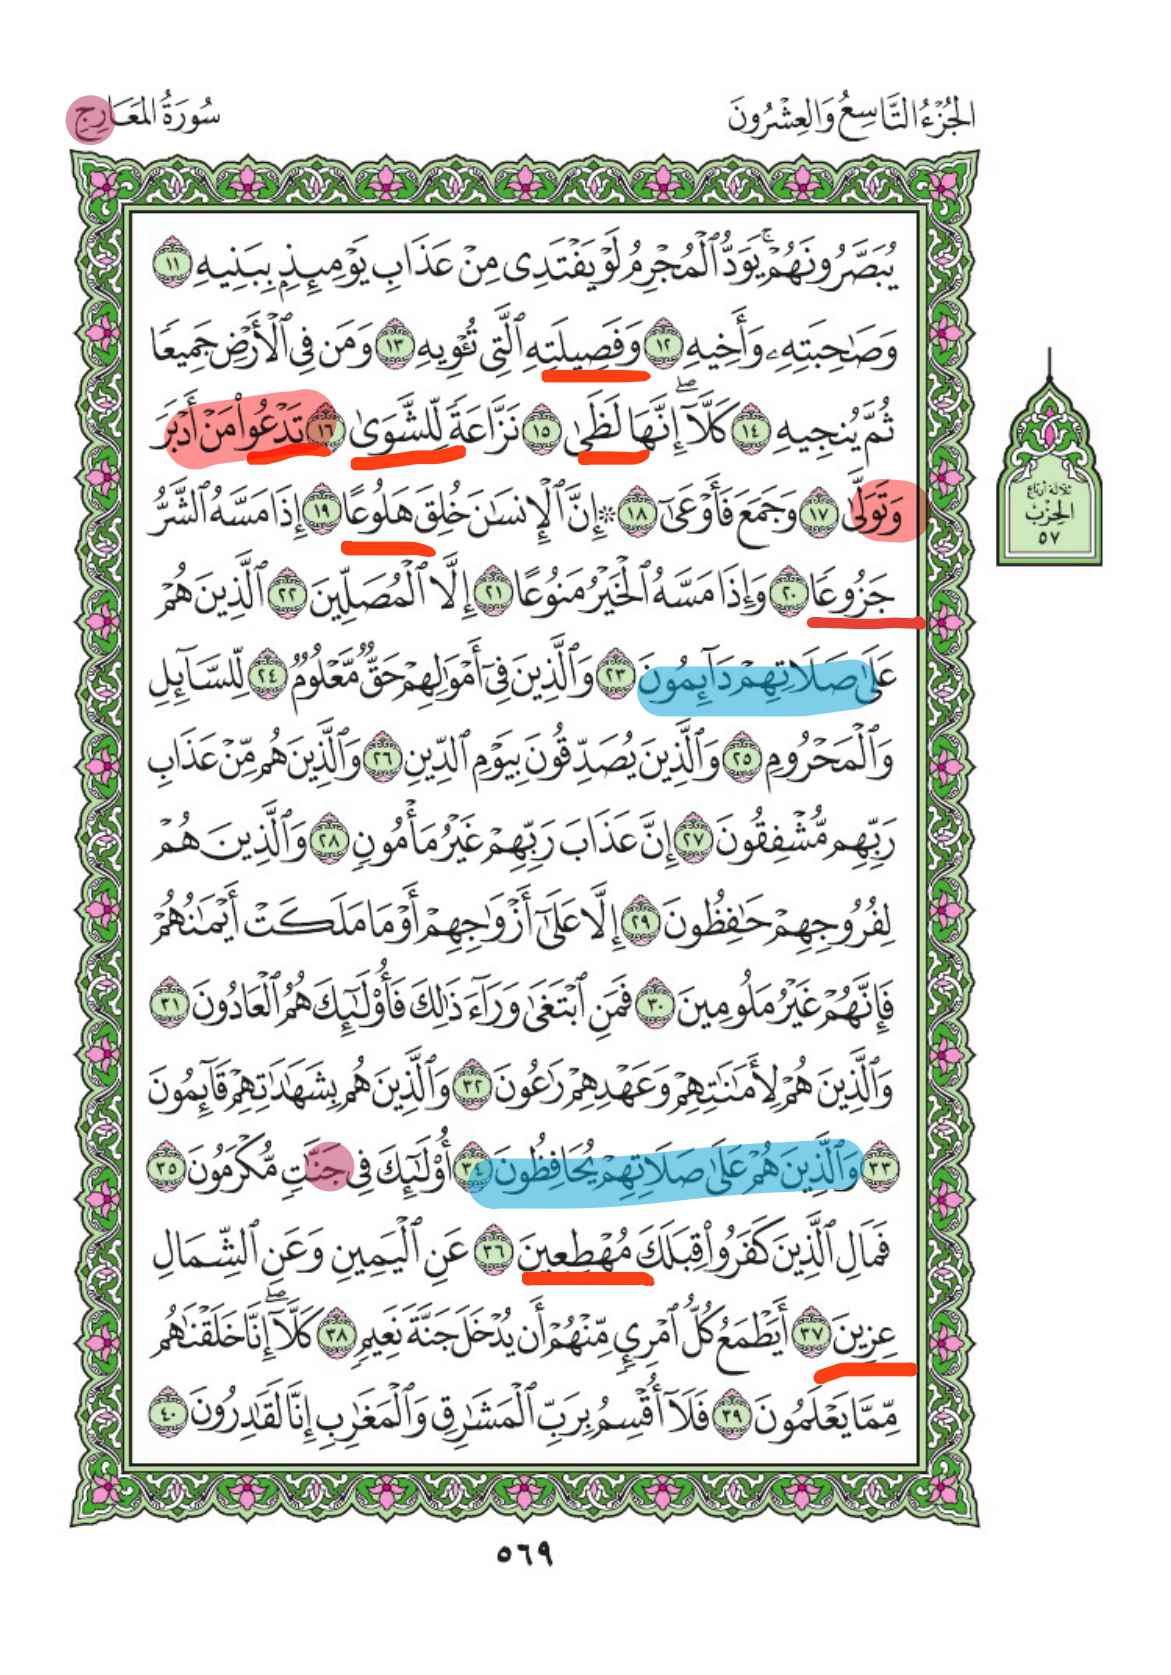 الجُزْءُ التَّاسِعُ وَالعِشْرُونَ
سُورَةُ المَعَارِجِ
يُبَصَّرُونَهُمْۚ يَوَدُّ ٱلْمُجْرِمُ لَوْ يَفْتَدِى مِنْ عَذَابِ يَوْمِئِذٍۭ بِبَنِيهِ ١١
وَصَٰحِبَتِهِۦ وَأَخِيهِ ١٢ وَفَصِيلَتِهِ ٱلَّتِى تُـْٔوِيهِ ١٣ وَمَن فِى ٱلْأَرْضِ جَمِيعًا
ثُمَّ يُنجِيهِ ١٤ كَلَّآۖ إِنَّهَا لَظَىٰ ١٥ نَزَّاعَةً لِّلشَّوَىٰ ١٦ تَدْعُوا۟ مَنْ أَدْبَرَ
وَتَوَلَّىٰ ١٧ وَجَمَعَ فَأَوْعَىٰٓ ١٨ ۞ إِنَّ ٱلْإِنسَٰنَ خُلِقَ هَلُوعًا ١٩ إِذَا مَسَّهُ ٱلشَّرُّ
جَزُوعًا ٢٠ وَإِذَا مَسَّهُ ٱلْخَيْرُ مَنُوعًا ٢١ إِلَّا ٱلْمُصَلِّينَ ٢٢ ٱلَّذِينَ هُمْ
عَلَىٰ صَلَاتِهِمْ دَآئِمُونَ ٢٣ وَٱلَّذِينَ فِىٓ أَمْوَٰلِهِمْ حَقٌّ مَّعْلُومٌ ٢٤ لِّلسَّآئِلِ
وَٱلْمَحْرُومِ ٢٥ وَٱلَّذِينَ يُصَدِّقُونَ بِيَوْمِ ٱلدِّينِ ٢٦ وَٱلَّذِينَ هُم مِّنْ عَذَابِ
رَبِّهِم مُّشْفِقُونَ ٢٧ إِنَّ عَذَابَ رَبِّهِمْ غَيْرُ مَأْمُونٍ ٢٨ وَٱلَّذِينَ هُمْ
لِفُرُوجِهِمْ حَٰفِظُونَ ٢٩ إِلَّا عَلَىٰٓ أَزْوَٰجِهِمْ أَوْ مَا مَلَكَتْ أَيْمَٰنُهُمْ
فَإِنَّهُمْ غَيْرُ مَلُومِينَ ٣٠ فَمَنِ ٱبْتَغَىٰ وَرَآءَ ذَٰلِكَ فَأُو۟لَٰٓئِكَ هُمُ ٱلْعَادُونَ ٣١
وَٱلَّذِينَ هُمْ لِأَمَٰنَٰتِهِمْ وَعَهْدِهِمْ رَٰعُونَ ٣٢ وَٱلَّذِينَ هُم بِشَهَٰدَٰتِهِمْ قَآئِمُونَ
٣٣ وَٱلَّذِينَ هُمْ عَلَىٰ صَلَاتِهِمْ يُحَافِظُونَ ٣٤ أُو۟لَٰٓئِكَ فِى جَنَّٰتٍ مُّكْرَمُونَ ٣٥
فَمَالِ ٱلَّذِينَ كَفَرُوا۟ قِبَلَكَ مُهْطِعِينَ ٣٦ عَنِ ٱلْيَمِينِ وَعَنِ ٱلشِّمَالِ
عِزِينَ ٣٧ أَيَطْمَعُ كُلُّ ٱمْرِئٍ مِّنْهُمْ أَن يُدْخَلَ جَنَّةَ نَعِيمٍ ٣٨ كَلَّآۖ إِنَّا خَلَقْنَٰهُم
مِّمَّا يَعْلَمُونَ ٣٩ فَلَآ أُقْسِمُ بِرَبِّ ٱلْمَشَٰرِقِ وَٱلْمَغَٰرِبِ إِنَّا لَقَٰدِرُونَ ٤٠
ثلاثة أرباع
الحِزْبِ
٥٧
٥٦٩